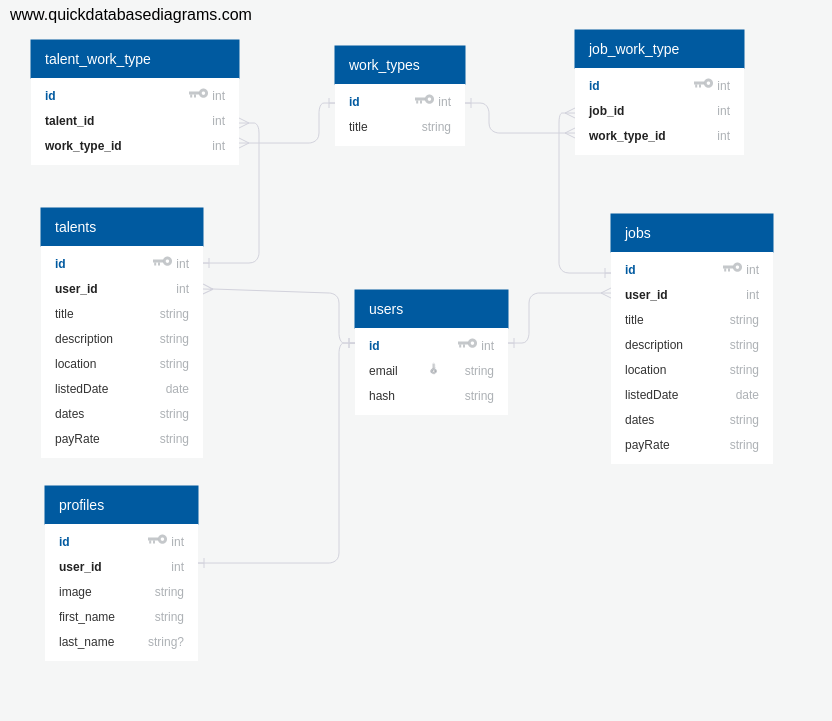 www.quickdatabasediagrams.com
talent_work_type
id int
talent_id int
work_type_id int
work_types
id int
title string
job_work_type
id int
job_id int
work_type_id int
talents
id int
user_id int
title string
description string
location string
listedDate date
dates string
payRate string
users
id int
email string
hash string
jobs
id int
user_id int
title string
description string
location string
listedDate date
dates string
payRate string
profiles
id int
user_id int
image string
first_name string
last_name string?